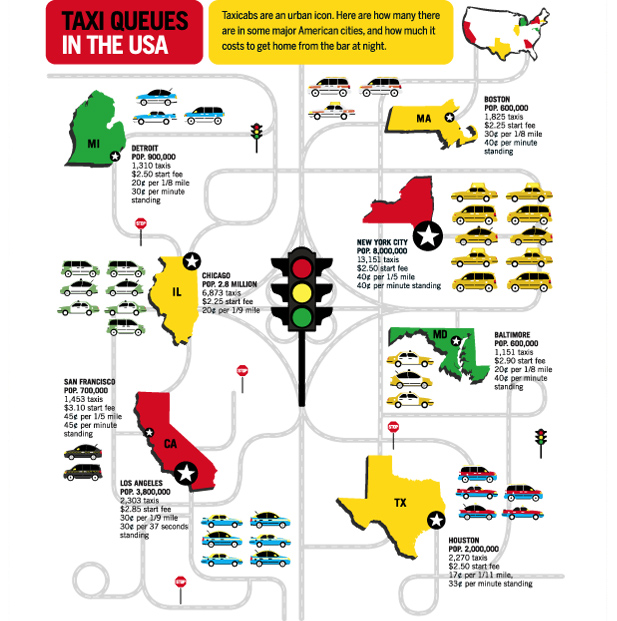 TAXI QUEUES
IN THE USA
Taxicabs are an urban icon. Here are how many there
are in some major American cities, and how much it
costs to get home from the bar at night.
MI
DETROIT
POP. 900,000
1,310 taxis
$2.50 start fee
20¢ per 1/8 mile
30¢ per minute
standing
MA
BOSTON
POP. 600,000
1,825 taxis
$2.25 start fee
30¢ per 1/8 mile
40¢ per minute
standing
NEW YORK CITY
POP. 8,000,000
13,151 taxis
$2.50 start fee
40¢ per 1/5 mile
40¢ per minute standing
STOP
IL
CHICAGO
POP. 2.8 MILLION
6,873 taxis
$2.25 start fee
20¢ per 1/9 mile
MD
BALTIMORE
POP. 600,000
1,151 taxis
$2.90 start fee
20¢ per 1/8 mile
40¢ per minute
standing
STOP
SAN FRANCISCO
POP. 700,000
1,453 taxis
$3.10 start fee
45¢ per 1/5 mile
45¢ per minute
standing
CA
STOP
LOS ANGELES
POP. 3,800,000
2,303 taxis
$2.85 start fee
30¢ per 1/9 mile
30¢ per 37 seconds
standing
TX
HOUSTON
POP. 2,000,000
2,270 taxis
$2.50 start fee
17¢ per 1/11 mile,
33¢ per minute standing
STOP